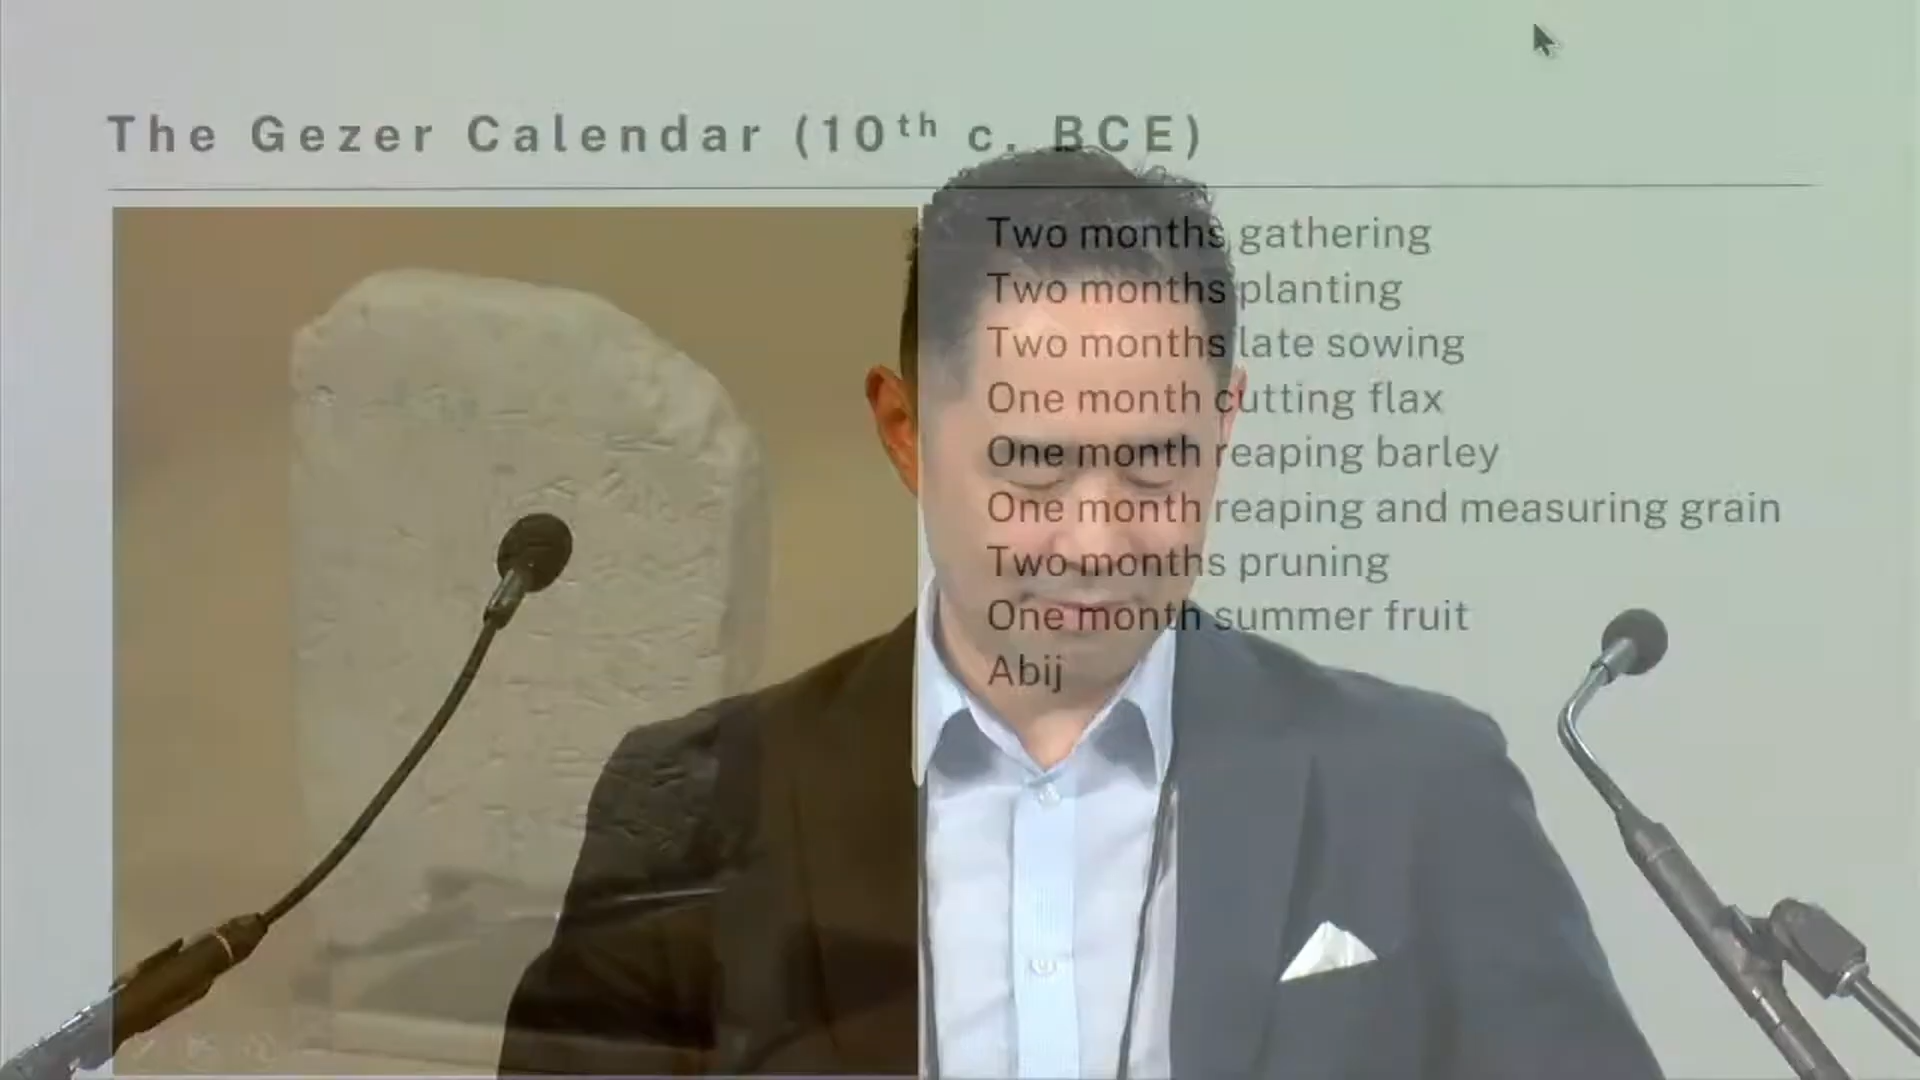 The Gezer Calendar (10th c. BCE)
Two months gathering
Two months planting
Two months late sowing
One month cutting flax
One month reaping barley
One month reaping and measuring grain
Two months pruning
One month summer fruit
Abij